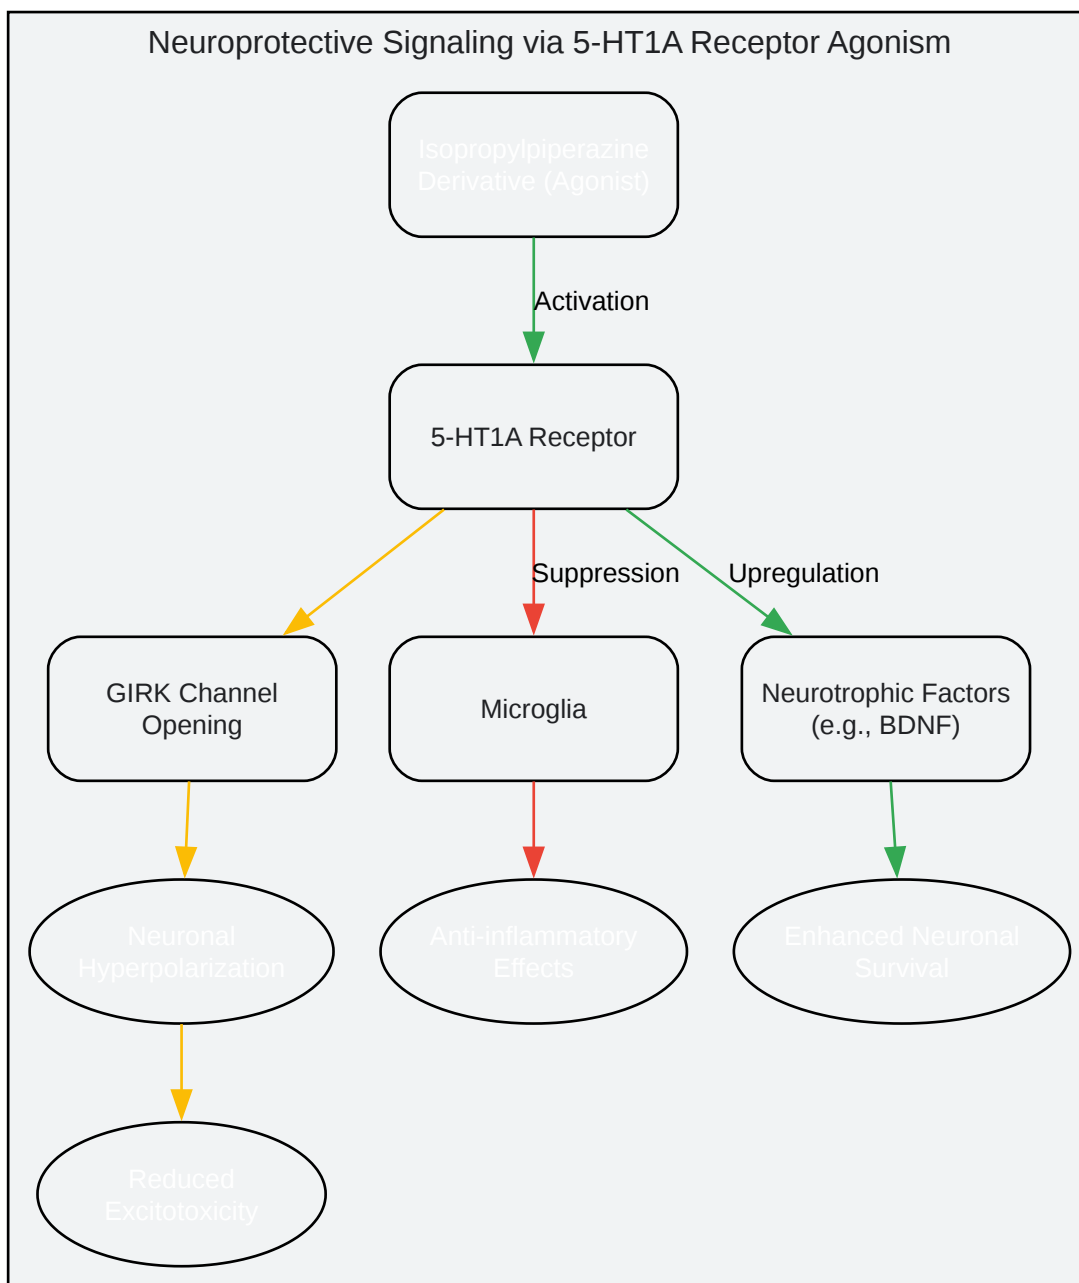 Neuroprotective Signaling via 5-HT1A Receptor Agonism
Isopropylpiperazine
Derivative (Agonist)
Activation
5-HT1A Receptor
Suppression
Upregulation
GIRK Channel
Opening
Microglia
Neurotrophic Factors
(e.g., BDNF)
Neuronal
Hyperpolarization
Anti-inflammatory
Effects
Enhanced Neuronal
Survival
Reduced
Excitotoxicity